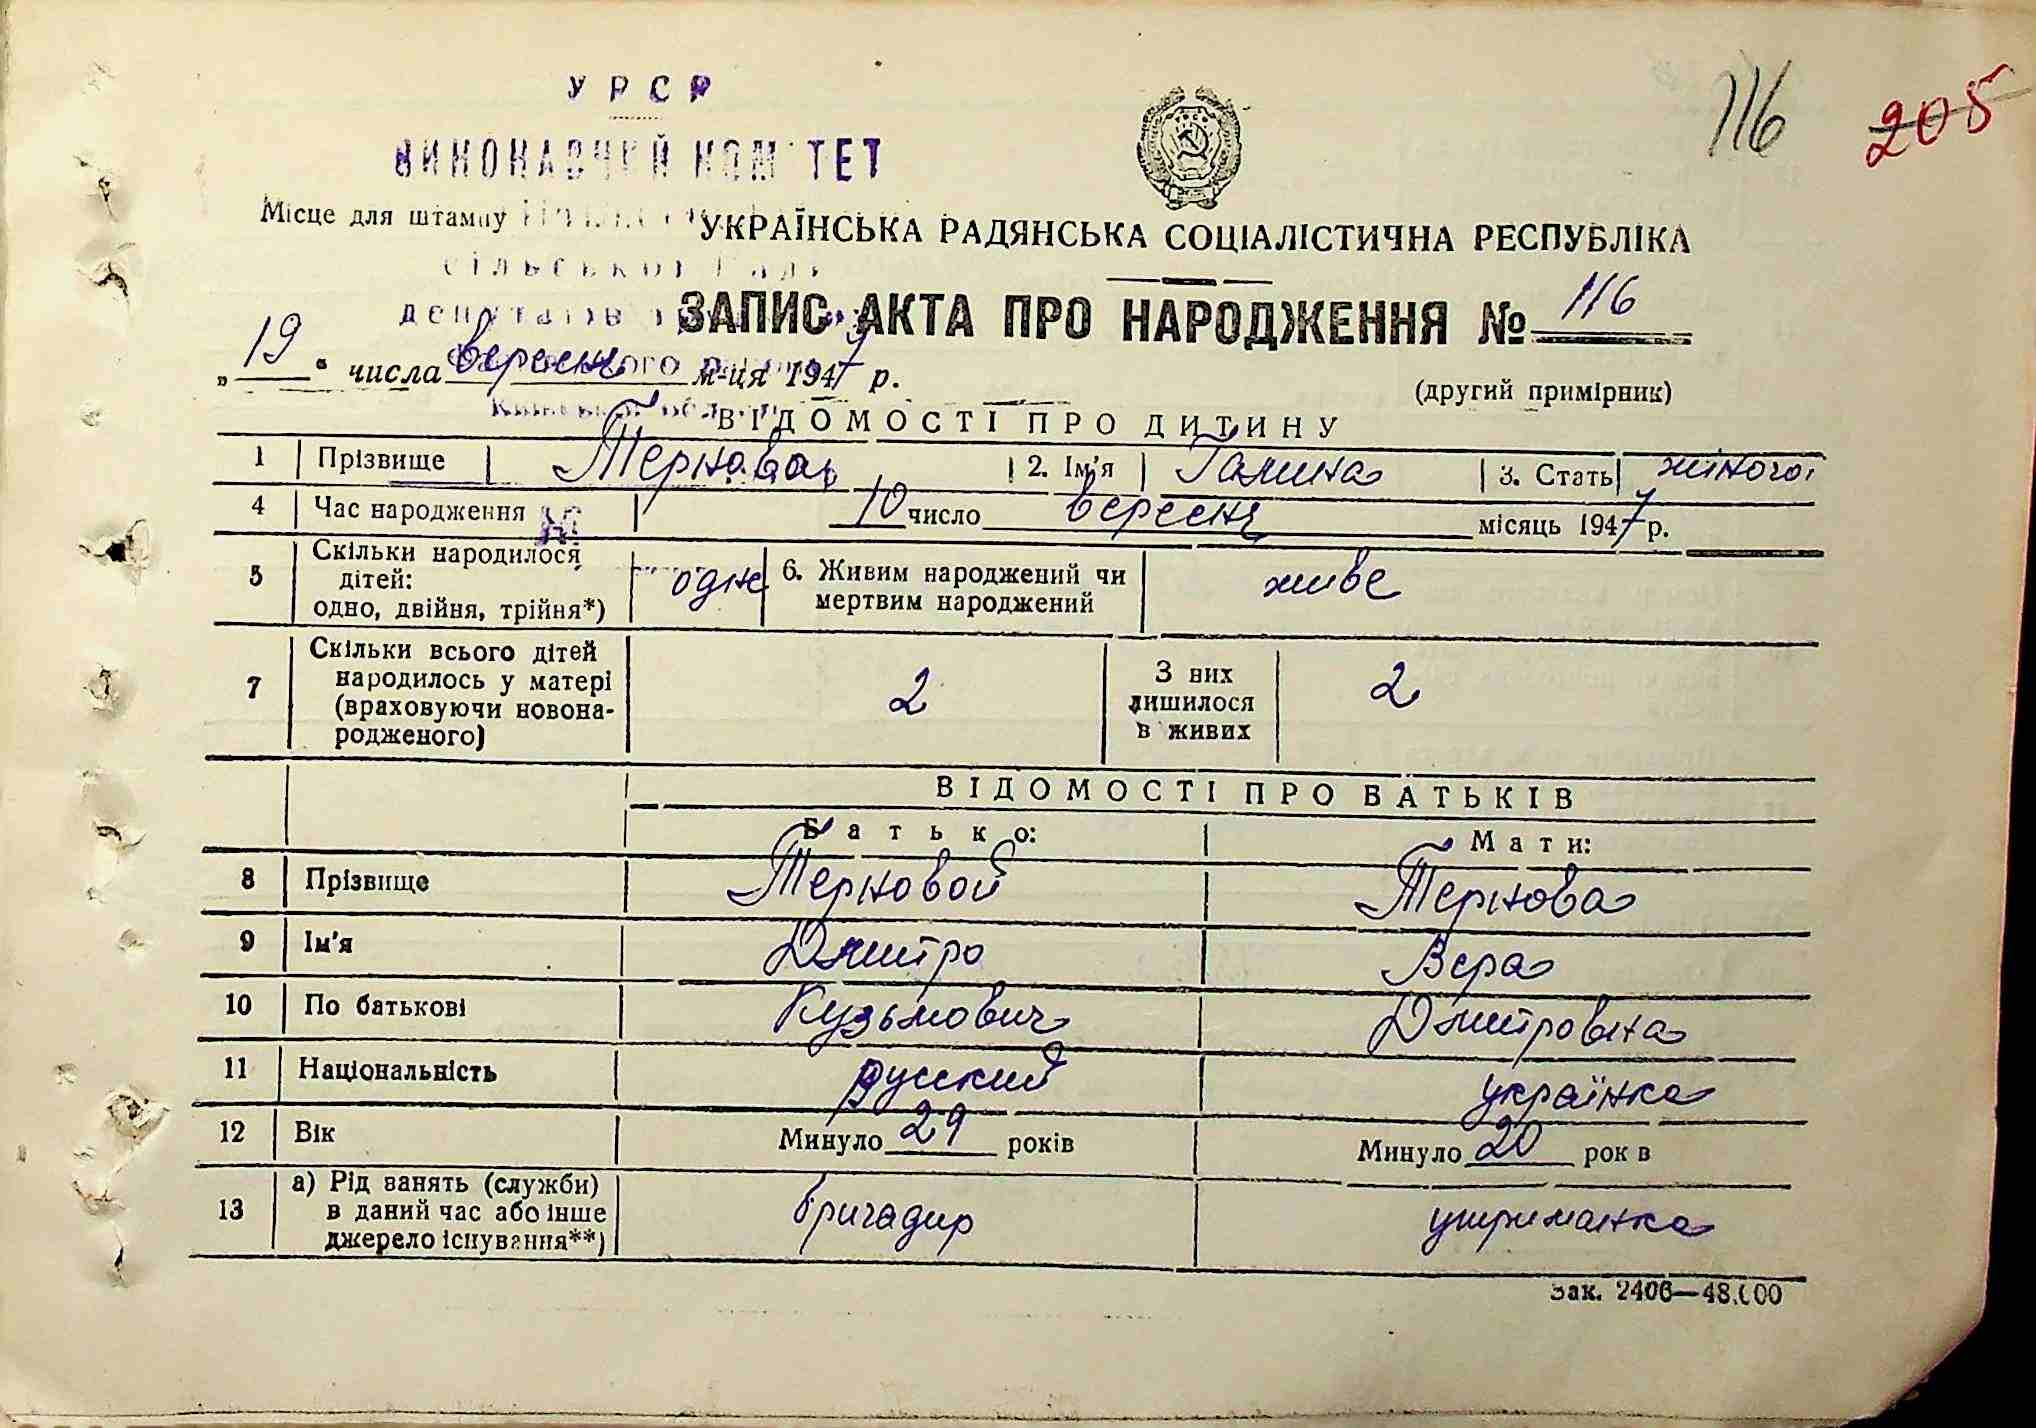 116 205
УРСР
ВИКОНАВЧИЙ КОМІТЕТ
Місце для штампу
УКРАЇНСЬКА РАДЯНСЬКА СОЦІАЛІСТИЧНА РЕСПУБЛІКА
сільської Ради
депутатів
ЗАПИС АКТА ПРО НАРОДЖЕННЯ № 116
„19“ числа вересня м-ця 1947 р.
(другий примірник)
ВІДОМОСТІ ПРО ДИТИНУ
1 Прізвище Тернова 2. Ім'я Галина 3. Стать жіноча
4 Час народження 10 число вересня місяць 1947 р.
5 Скільки народилося дітей: одно, двійня, трійня*) одне 6. Живим народжений чи мертвим народжений живе
7 Скільки всього дітей народилось у матері (враховуючи новонародженого) 2 З них лишилося в живих 2
ВІДОМОСТІ ПРО БАТЬКІВ
Батько: Мати:
8 Прізвище Терновой Тернова
9 Ім'я Дмитро Вера
10 По батькові Кузьмович Дмитровна
11 Національність русский українка
12 Вік Минуло 29 років Минуло 20 років
13 а) Рід занять (служби) в даний час або інше джерело існування**) бригадир утриманка
Зак. 2406—48.000